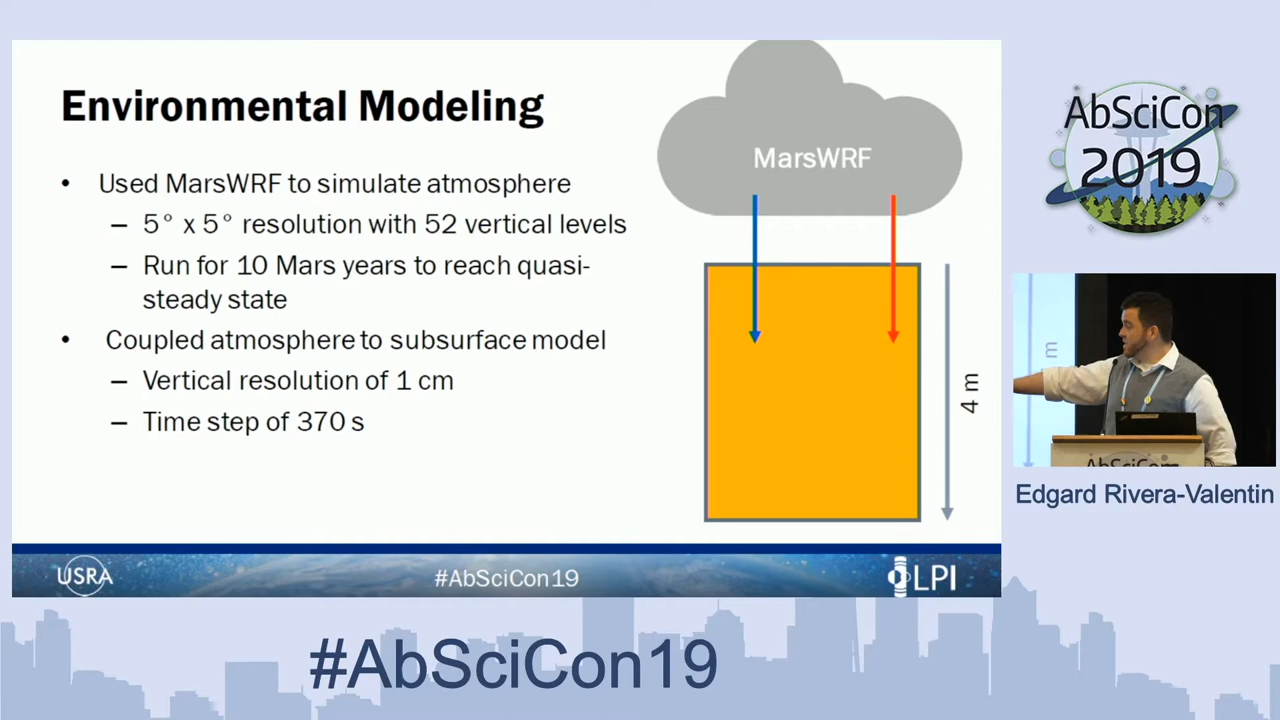 Environmental Modeling
• Used MarsWRF to simulate atmosphere
– 5° x 5° resolution with 52 vertical levels
– Run for 10 Mars years to reach quasi-
steady state
• Coupled atmosphere to subsurface model
– Vertical resolution of 1 cm
– Time step of 370 s
MarsWRF
4 m
USRA
#AbSciCon19
LPI
AbSciCon
2019
m
AbSciCon
Edgard Rivera-Valentin
#AbSciCon19